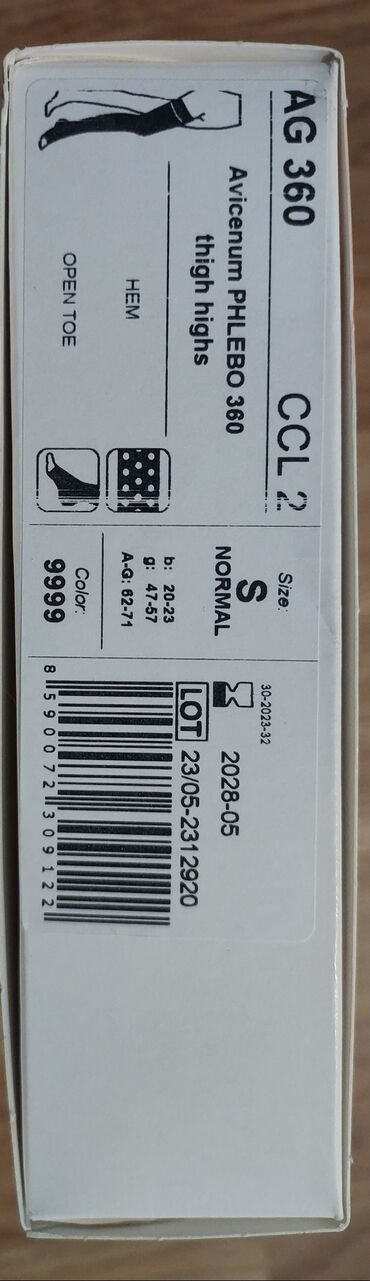 AG 360 CCL 2
Avicenum PHLEBO 360
thigh highs
HEM
OPEN TOE
Size:
S
NORMAL
b: 20-23
g: 47-57
A-G: 62-71
Color:
9999
30-2023-32
2028-05
LOT 23/05-2312920
8 590072 309122